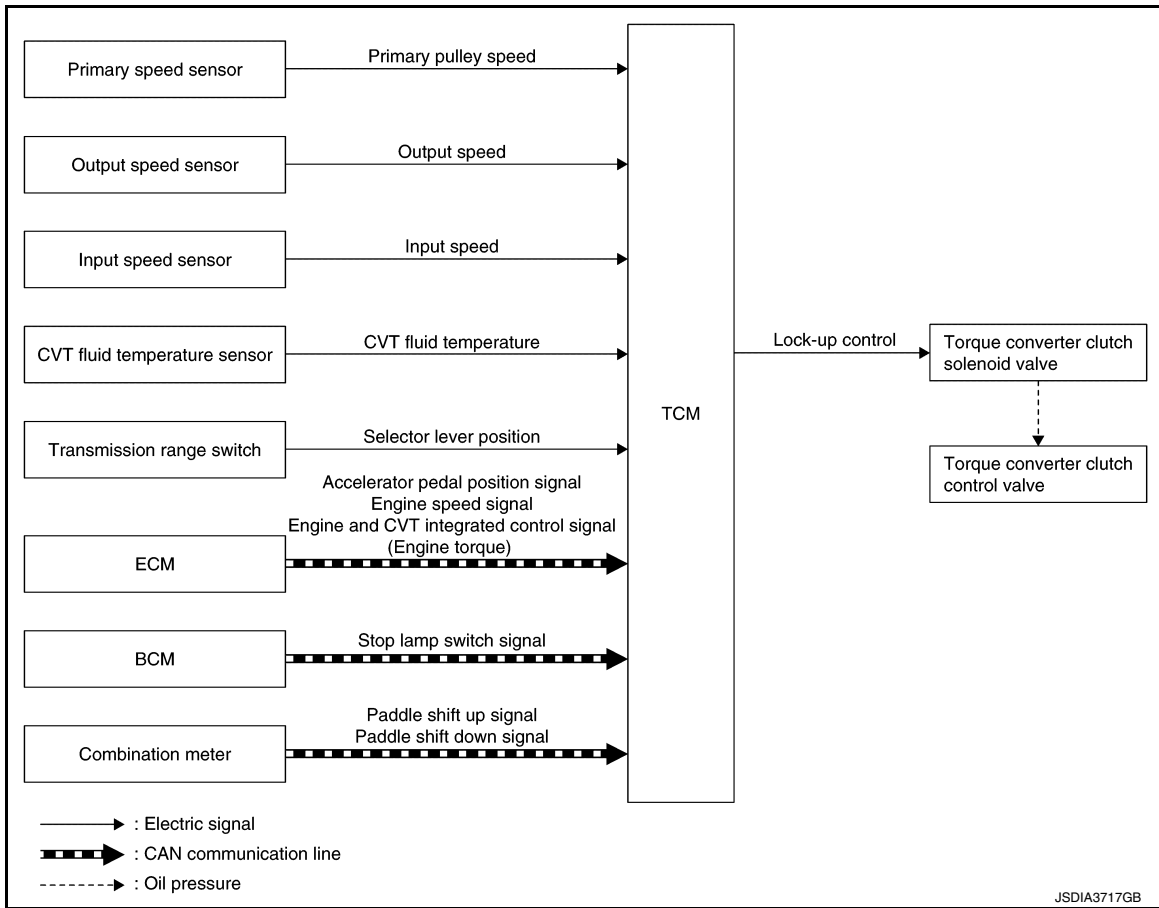 Primary speed sensor
Primary pulley speed
Output speed sensor
Output speed
Input speed sensor
Input speed
CVT fluid temperature sensor
CVT fluid temperature
Transmission range switch
Selector lever position
ECM
Accelerator pedal position signal
Engine speed signal
Engine and CVT integrated control signal
(Engine torque)
BCM
Stop lamp switch signal
Combination meter
Paddle shift up signal
Paddle shift down signal
TCM
Lock-up control
Torque converter clutch
solenoid valve
Torque converter clutch
control valve
: Electric signal
: CAN communication line
: Oil pressure
JSDIA3717GB